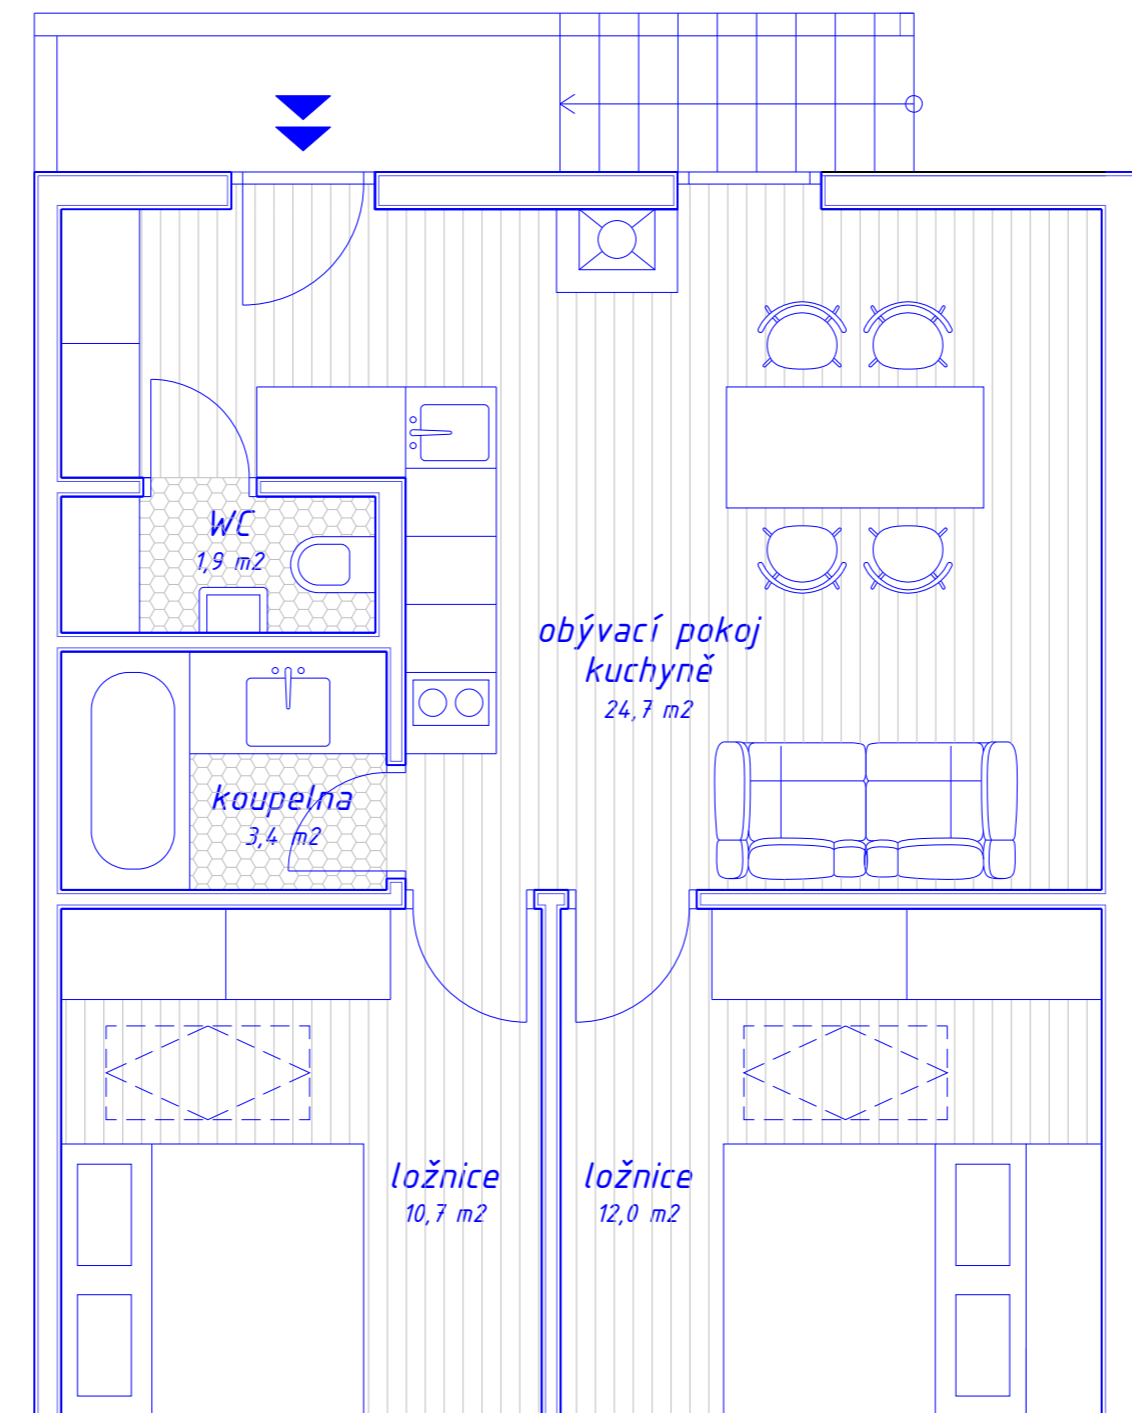 WC
1,9 m2
obývací pokoj
kuchyně
24,7 m2
koupelna
3,4 m2
ložnice
10,7 m2
ložnice
12,0 m2